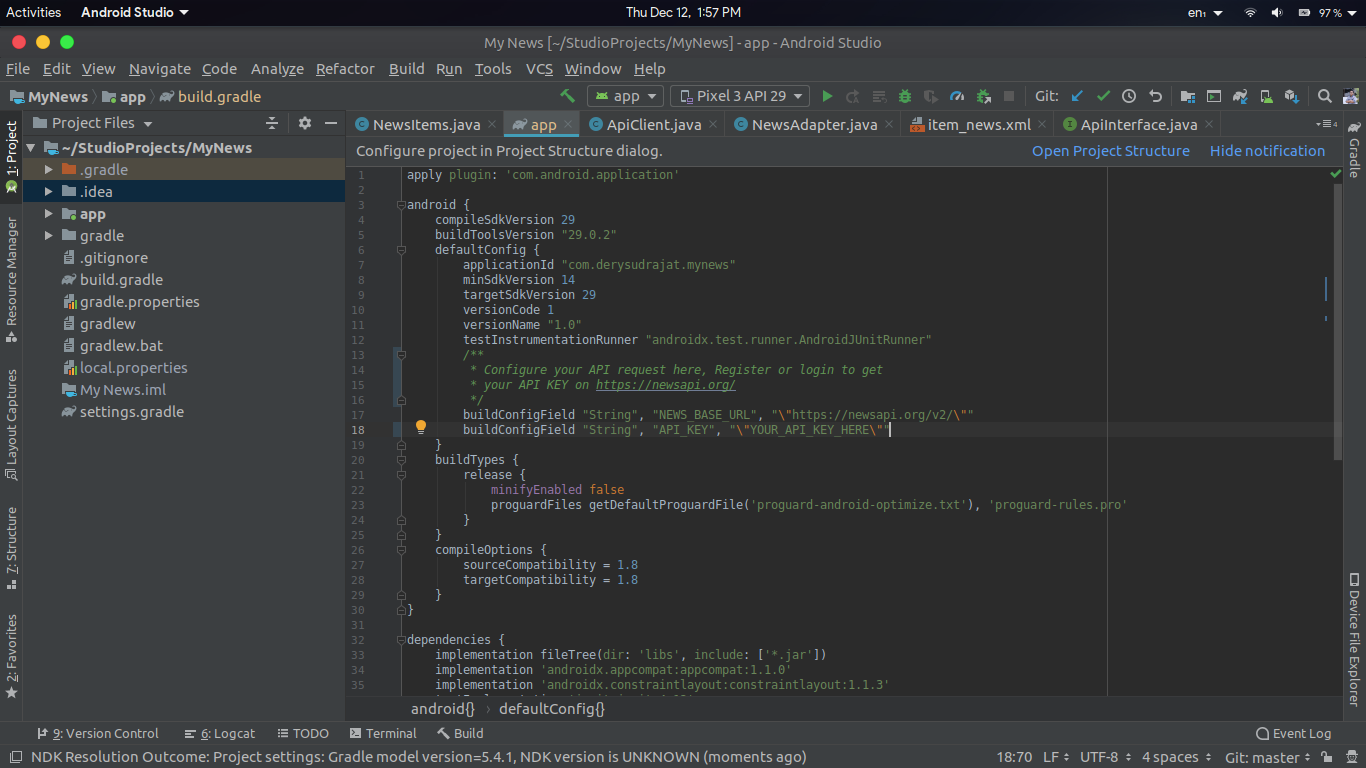 Activities Android Studio Thu Dec 12, 1:57 PM en₁ 97 %
My News [~/StudioProjects/MyNews] - app - Android Studio
File Edit View Navigate Code Analyze Refactor Build Run Tools VCS Window Help
MyNews app build.gradle app Pixel 3 API 29 Git:
1: Project
Resource Manager
Layout Captures
7: Structure
2: Favorites
Project Files
~/StudioProjects/MyNews
.gradle
.idea
app
gradle
.gitignore
build.gradle
gradle.properties
gradlew
gradlew.bat
local.properties
My News.iml
settings.gradle
NewsItems.java app ApiClient.java NewsAdapter.java item_news.xml ApiInterface.java 4
Configure project in Project Structure dialog. Open Project Structure Hide notification
1 apply plugin: 'com.android.application'
2
3 android {
4 compileSdkVersion 29
5 buildToolsVersion "29.0.2"
6 defaultConfig {
7 applicationId "com.derysudrajat.mynews"
8 minSdkVersion 14
9 targetSdkVersion 29
10 versionCode 1
11 versionName "1.0"
12 testInstrumentationRunner "androidx.test.runner.AndroidJUnitRunner"
13 /**
14 * Configure your API request here, Register or login to get
15 * your API KEY on https://newsapi.org/
16 */
17 buildConfigField "String", "NEWS_BASE_URL", "\"https://newsapi.org/v2/\""
18 buildConfigField "String", "API_KEY", "\"YOUR_API_KEY_HERE\""
19 }
20 buildTypes {
21 release {
22 minifyEnabled false
23 proguardFiles getDefaultProguardFile('proguard-android-optimize.txt'), 'proguard-rules.pro'
24 }
25 }
26 compileOptions {
27 sourceCompatibility = 1.8
28 targetCompatibility = 1.8
29 }
30 }
31
32 dependencies {
33 implementation fileTree(dir: 'libs', include: ['*.jar'])
34 implementation 'androidx.appcompat:appcompat:1.1.0'
35 implementation 'androidx.constraintlayout:constraintlayout:1.1.3'
android{} › defaultConfig{}
Gradle
Device File Explorer
9: Version Control 6: Logcat TODO Terminal Build Event Log
NDK Resolution Outcome: Project settings: Gradle model version=5.4.1, NDK version is UNKNOWN (moments ago) 18:70 LF UTF-8 4 spaces Git: master